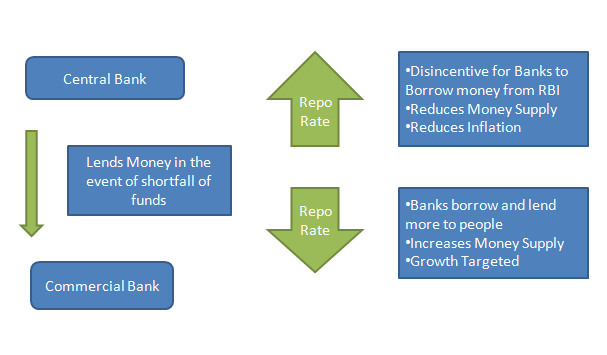 Central Bank
Lends Money in the
event of shortfall of
funds
Commercial Bank
Repo
Rate
•Disincentive for Banks to
Borrow money from RBI
•Reduces Money Supply
•Reduces Inflation
Repo
Rate
•Banks borrow and lend
more to people
•Increases Money Supply
•Growth Targeted